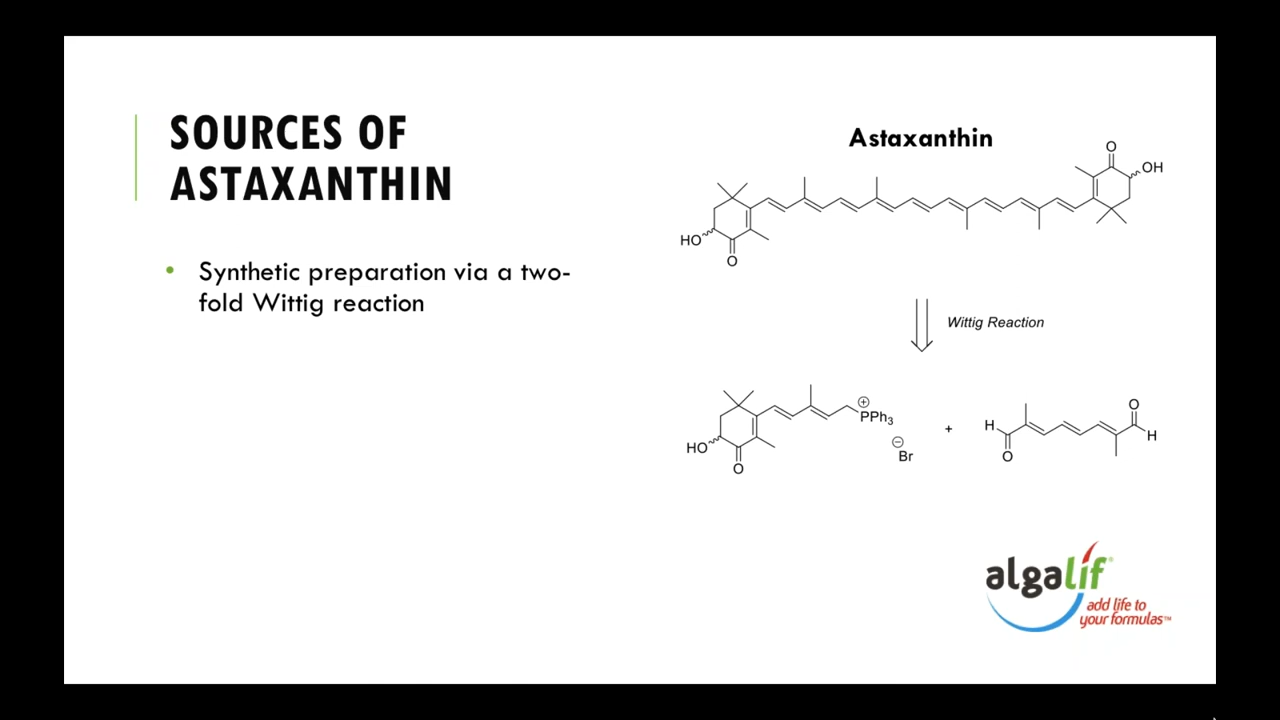 SOURCES OF
ASTAXANTHIN
• Synthetic preparation via a two-
fold Wittig reaction
Astaxanthin
O
OH
HO
O
Wittig Reaction
HO
O
⊕
PPh3
⊖
Br
+
H
O
O
H
algalif®
add life to
your formulas™